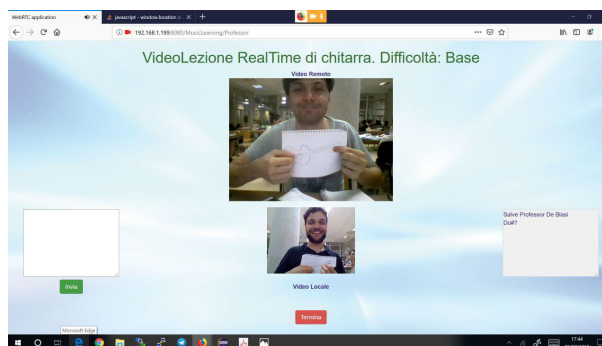 WebRTC application
javascript - window.location is
192.168.1.199:8080/MusicLearning/Professor
VideoLezione RealTime di chitarra. Difficoltà: Base
Video Remoto
Salve Professor De Blasi
Do#?
Invia
Video Locale
Termina
Microsoft Edge
17:44